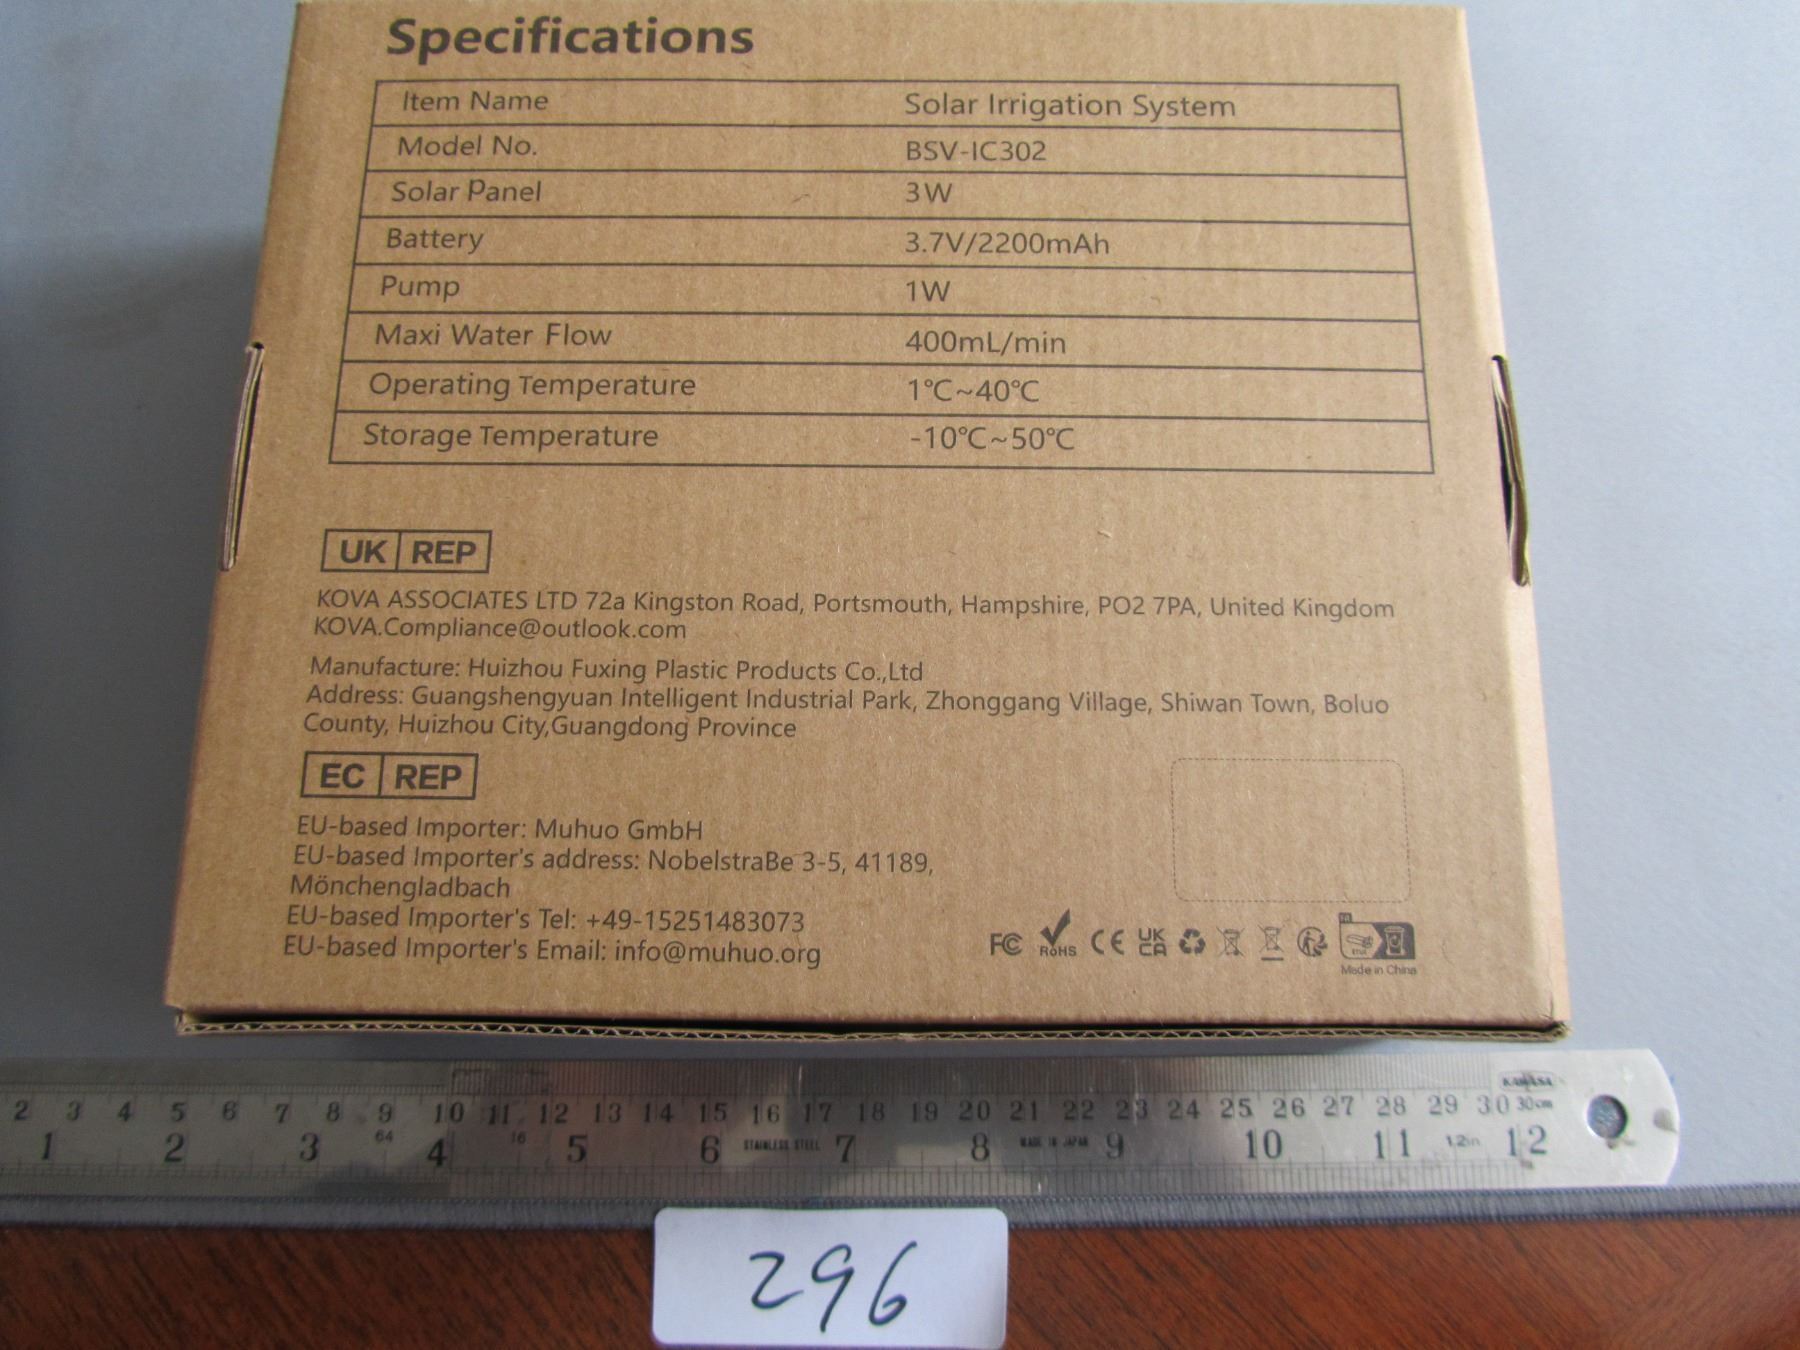 Specifications
Item Name Solar Irrigation System
Model No. BSV-IC302
Solar Panel 3W
Battery 3.7V/2200mAh
Pump 1W
Maxi Water Flow 400mL/min
Operating Temperature 1℃~40℃
Storage Temperature -10℃~50℃
UK REP
KOVA ASSOCIATES LTD 72a Kingston Road, Portsmouth, Hampshire, PO2 7PA, United Kingdom
KOVA.Compliance@outlook.com
Manufacture: Huizhou Fuxing Plastic Products Co.,Ltd
Address: Guangshengyuan Intelligent Industrial Park, Zhonggang Village, Shiwan Town, Boluo
County, Huizhou City,Guangdong Province
EC REP
EU-based Importer: Muhuo GmbH
EU-based Importer's address: NobelstraBe 3-5, 41189,
Mönchengladbach
EU-based Importer's Tel: +49-15251483073
EU-based Importer's Email: info@muhuo.org
FC RoHS CE UK CA
Made in China
KAWASA
2 3 4 5 6 7 8 9 10 11 12 13 14 15 16 17 18 19 20 21 22 23 24 25 26 27 28 29 30 30cm
1 2 3 64 4 16 5 6 STAINLESS STEEL 7 8 MADE IN JAPAN 9 10 11 12in 12
296